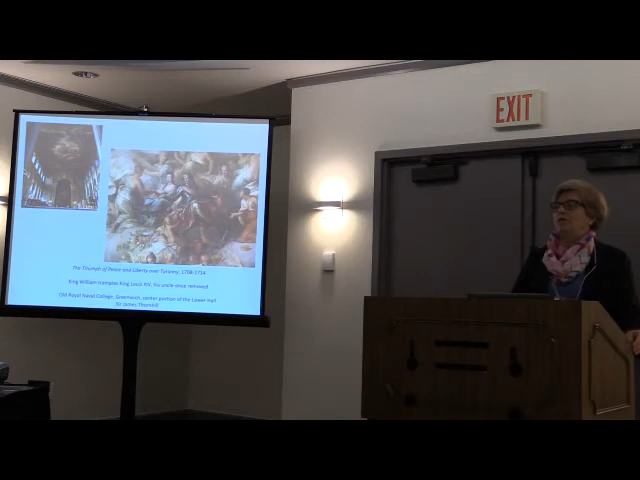 EXIT
The Triumph of Peace and Liberty over Tyranny, 1708-1714
King William tramples King Louis XIV, his uncle once removed
Old Royal Naval College, Greenwich, center portion of the Lower Hall
Sir James Thornhill